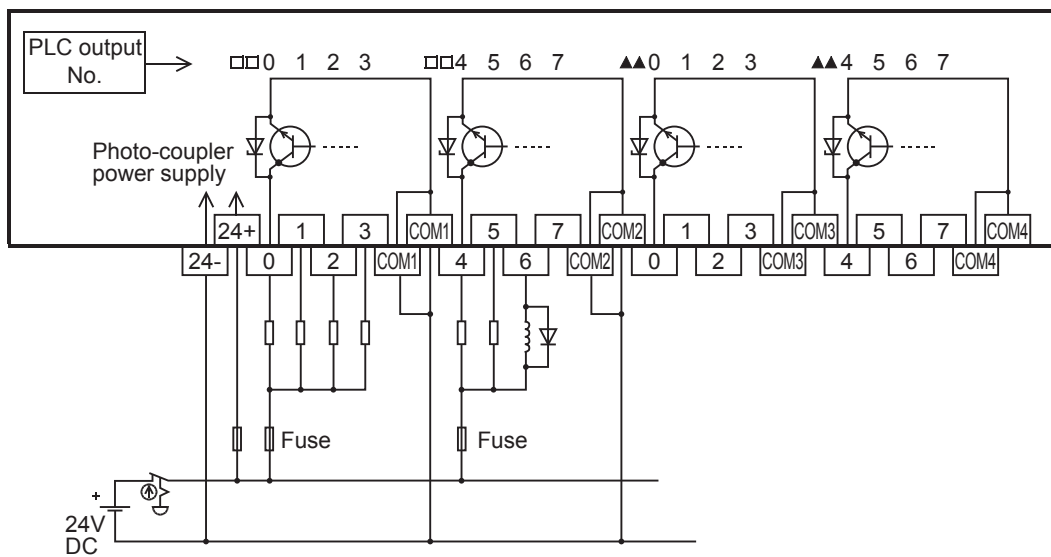 PLC output
No.
□□0 1 2 3 □□4 5 6 7 ▲▲0 1 2 3 ▲▲4 5 6 7
Photo-coupler
power supply
24+ 1 3 COM1 5 7 COM2 1 3 COM3 5 7 COM4
24- 0 2 COM1 4 6 COM2 0 2 COM3 4 6 COM4
Fuse Fuse
+
24V
DC